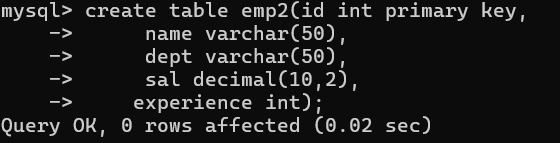 mysql> create table emp2(id int primary key,
    ->      name varchar(50),
    ->      dept varchar(50),
    ->      sal decimal(10,2),
    ->     experience int);
Query OK, 0 rows affected (0.02 sec)